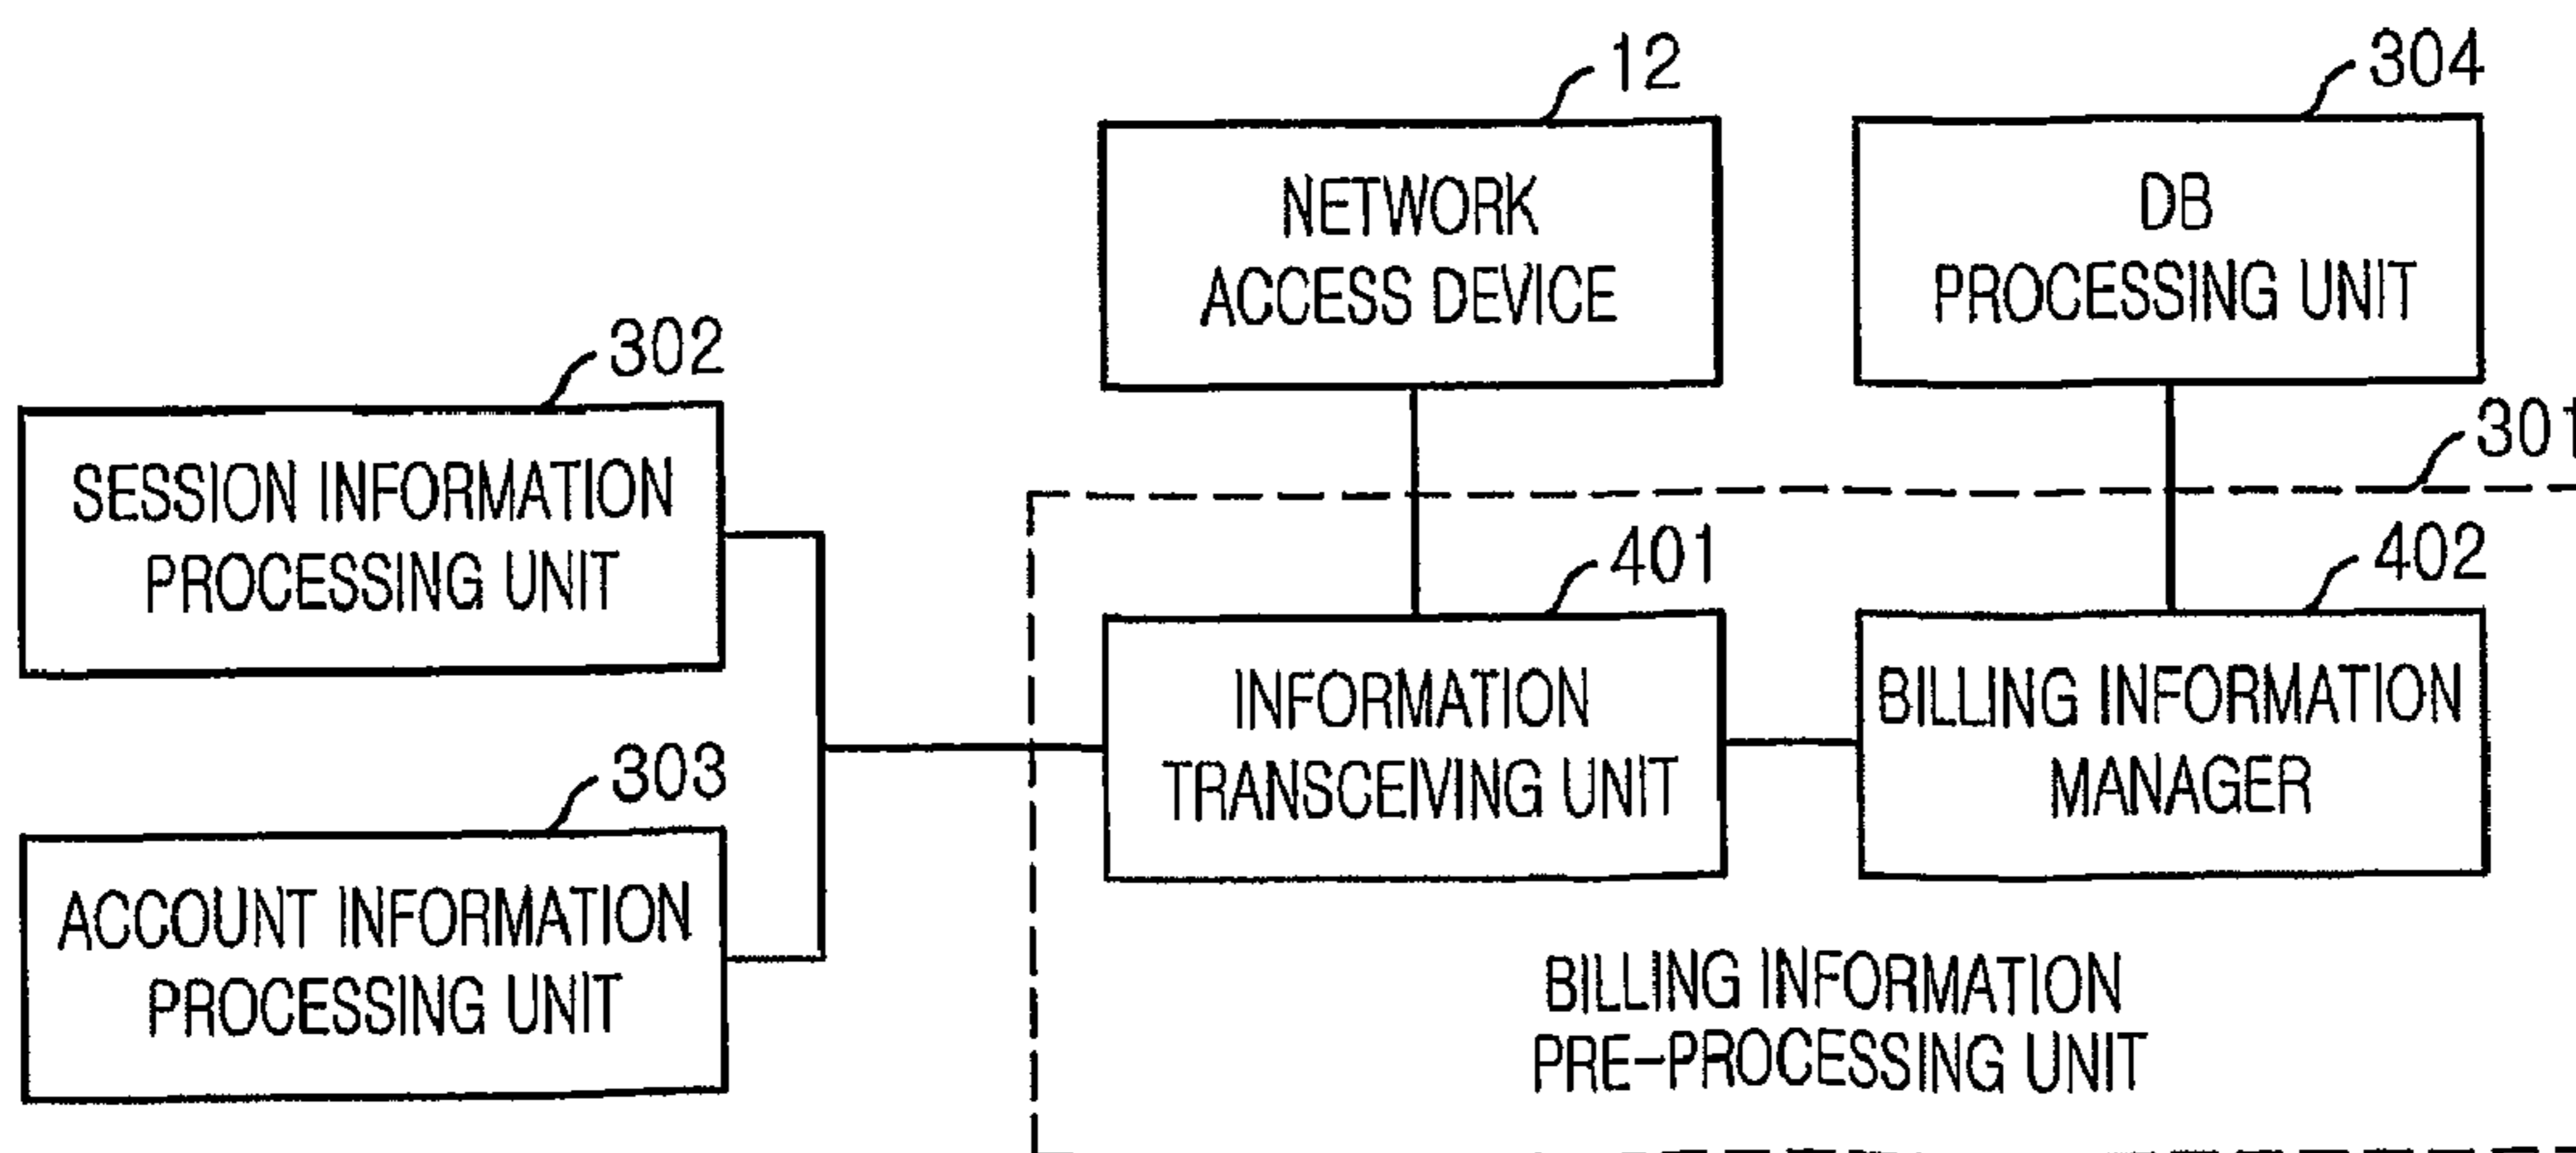 12
304
NETWORK
ACCESS DEVICE
DB
PROCESSING UNIT
302
301
SESSION INFORMATION
PROCESSING UNIT
401
402
INFORMATION
TRANSCEIVING UNIT
BILLING INFORMATION
MANAGER
303
ACCOUNT INFORMATION
PROCESSING UNIT
BILLING INFORMATION
PRE-PROCESSING UNIT